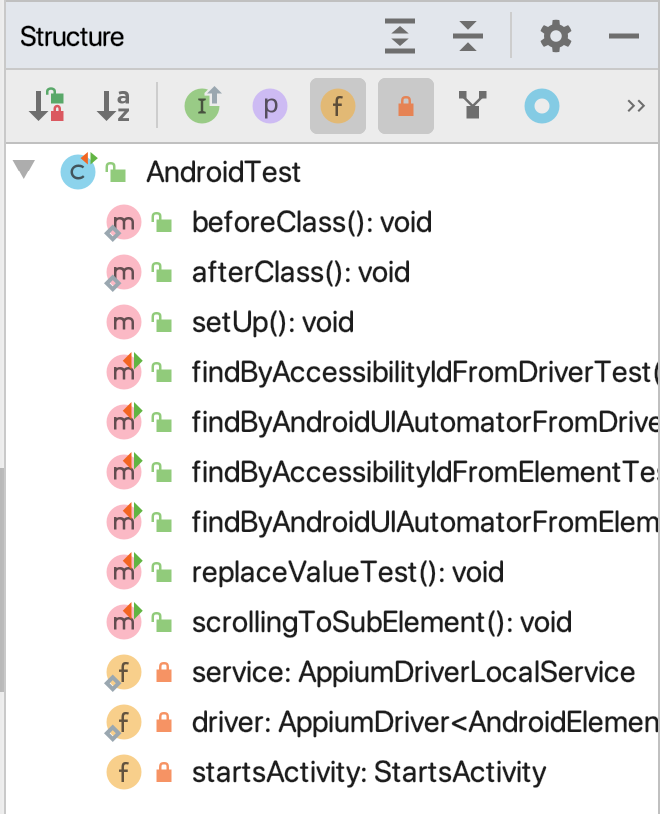 Structure
AndroidTest
beforeClass(): void
afterClass(): void
setUp(): void
findByAccessibilityIdFromDriverTest(
findByAndroidUIAutomatorFromDrive
findByAccessibilityIdFromElementTes
findByAndroidUIAutomatorFromElem
replaceValueTest(): void
scrollingToSubElement(): void
service: AppiumDriverLocalService
driver: AppiumDriver<AndroidElement
startsActivity: StartsActivity